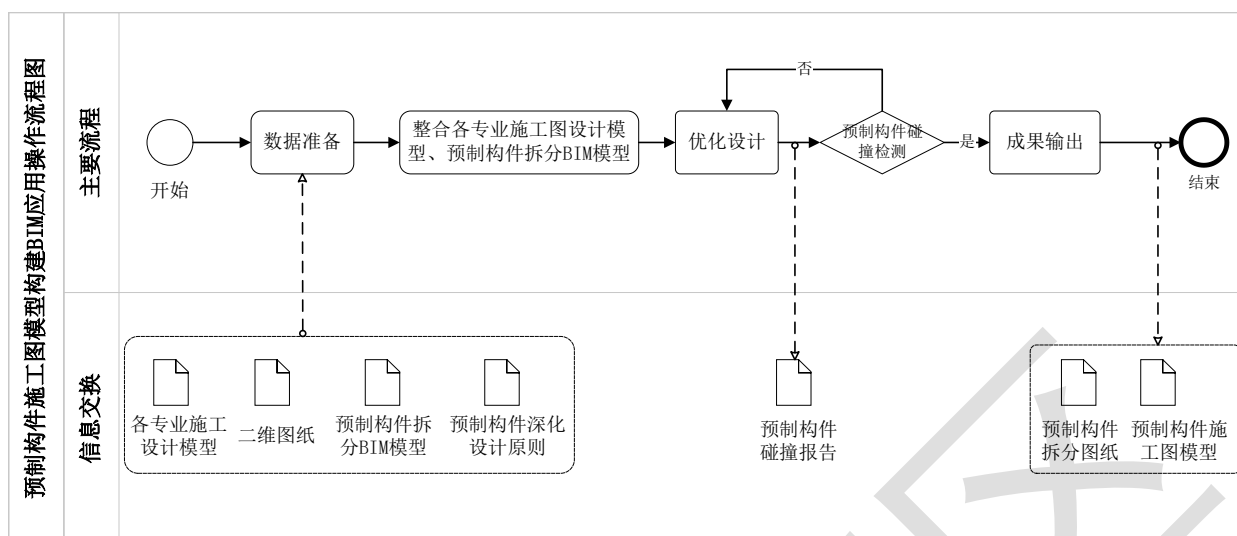 预制构件施工图模型构建BIM应用操作流程图
主要流程
开始
数据准备
整合各专业施工图设计模
型、预制构件拆分BIM模型
优化设计
否
预制构件碰
撞检测
是
成果输出
结束
信息交换
各专业施工
设计模型
二维图纸
预制构件拆
分BIM模型
预制构件深化
设计原则
预制构件
碰撞报告
预制构件
拆分图纸
预制构件施
工图模型